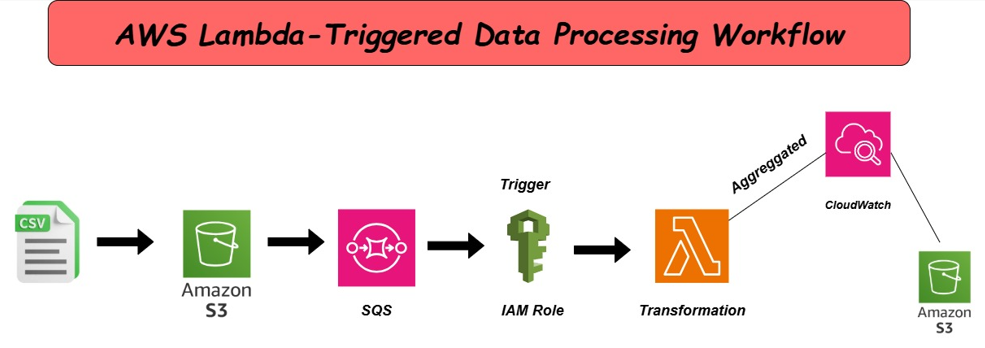 AWS Lambda-Triggered Data Processing Workflow
CSV
Amazon
S3
SQS
Trigger
IAM Role
Transformation
Aggreggated
CloudWatch
Amazon
S3